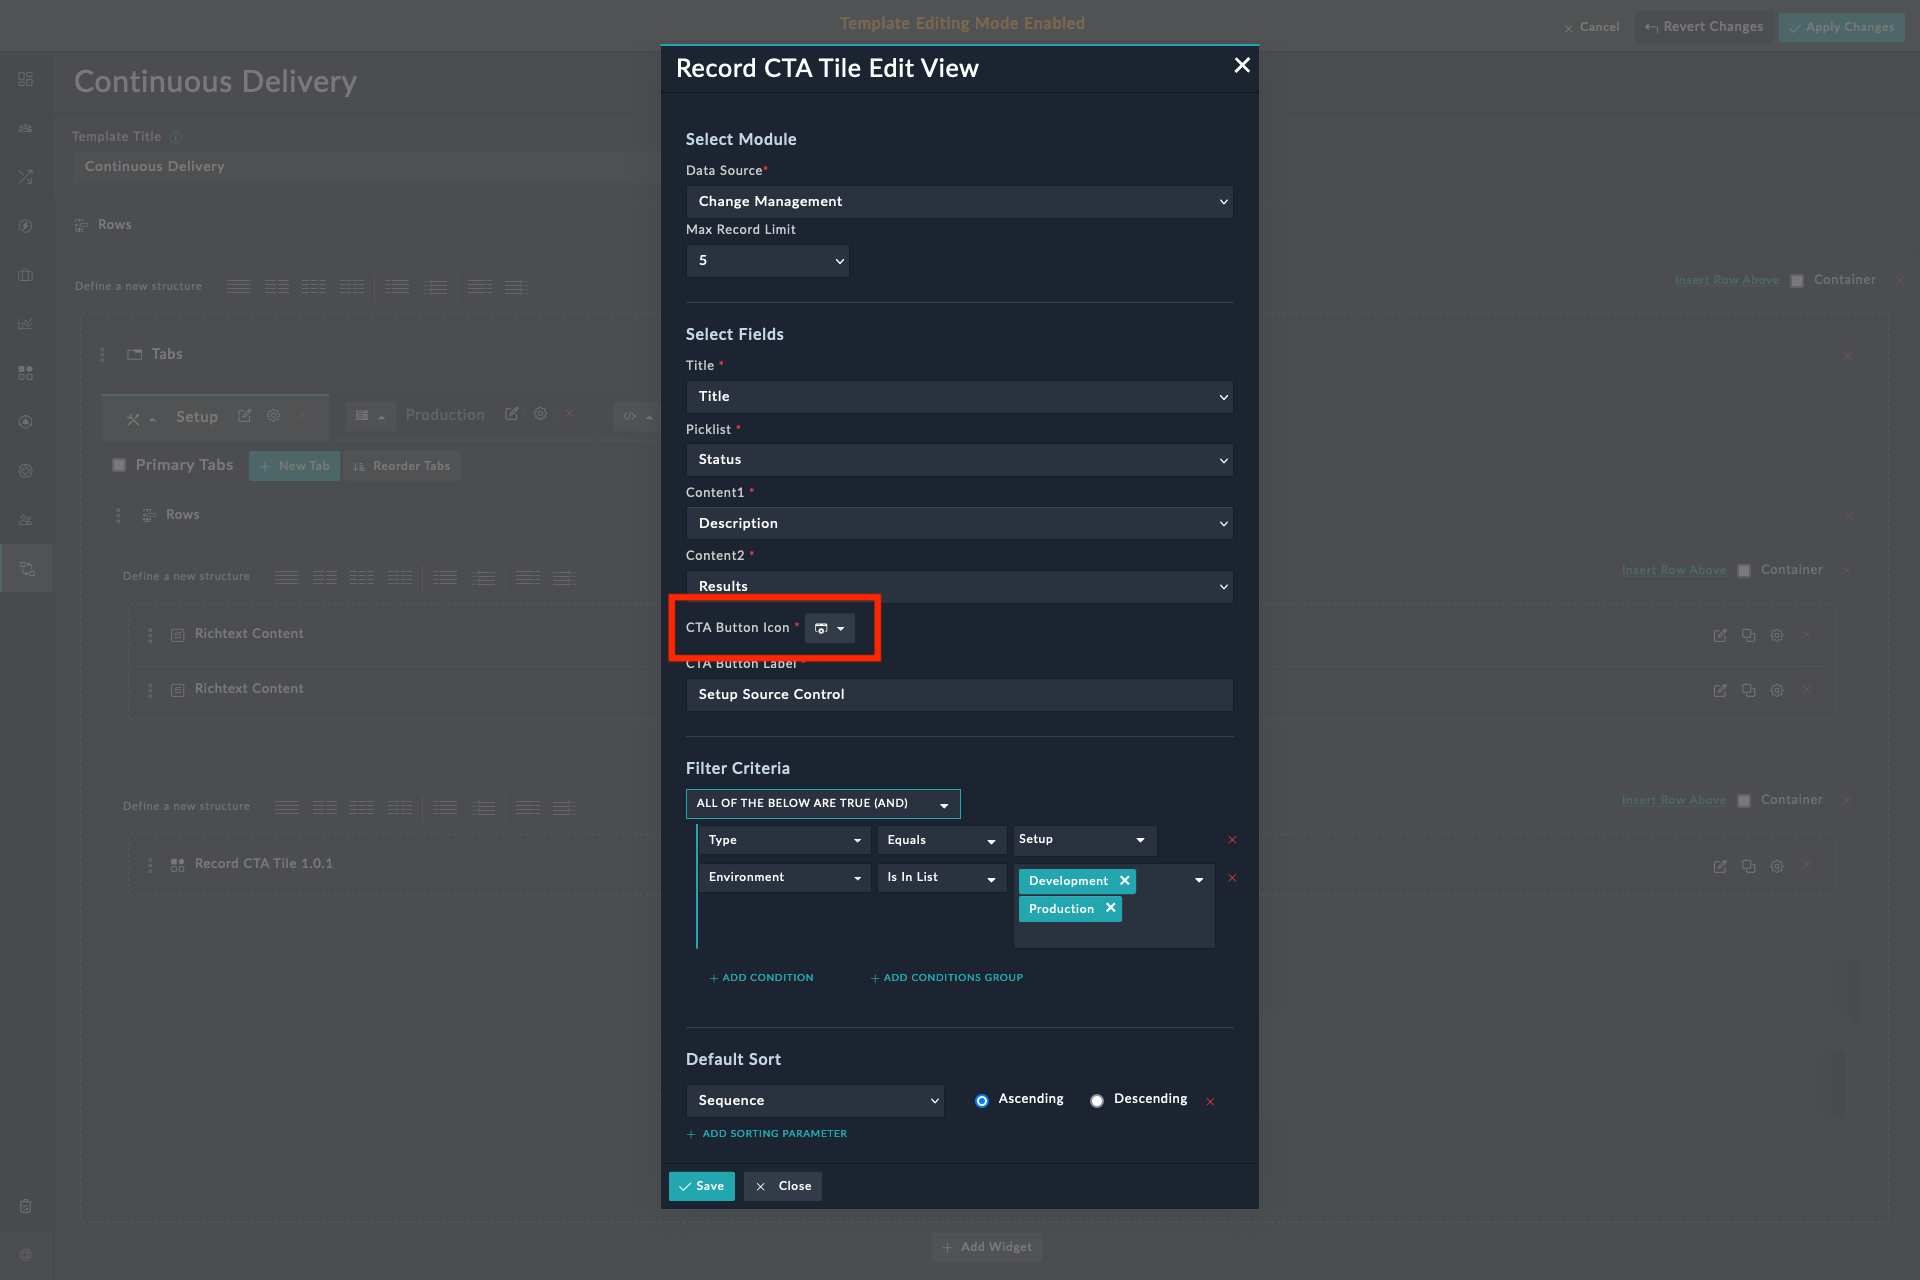 Template Editing Mode Enabled
Cancel
Revert Changes
Apply Changes
Continuous Delivery
Template Title
Continuous Delivery
Rows
Define a new structure
Insert Row Above
Container
Tabs
Setup
Production
Primary Tabs
New Tab
Reorder Tabs
Rows
Define a new structure
Insert Row Above
Container
Richtext Content
Richtext Content
Define a new structure
Insert Row Above
Container
Record CTA Tile 1.0.1
Add Widget
Record CTA Tile Edit View
Select Module
Data Source*
Change Management
Max Record Limit
5
Select Fields
Title *
Title
Picklist *
Status
Content1 *
Description
Content2 *
Results
CTA Button Icon *
CTA Button Label *
Setup Source Control
Filter Criteria
ALL OF THE BELOW ARE TRUE (AND)
Type
Equals
Setup
Environment
Is In List
Development
Production
ADD CONDITION
ADD CONDITIONS GROUP
Default Sort
Sequence
Ascending
Descending
ADD SORTING PARAMETER
Save
Close